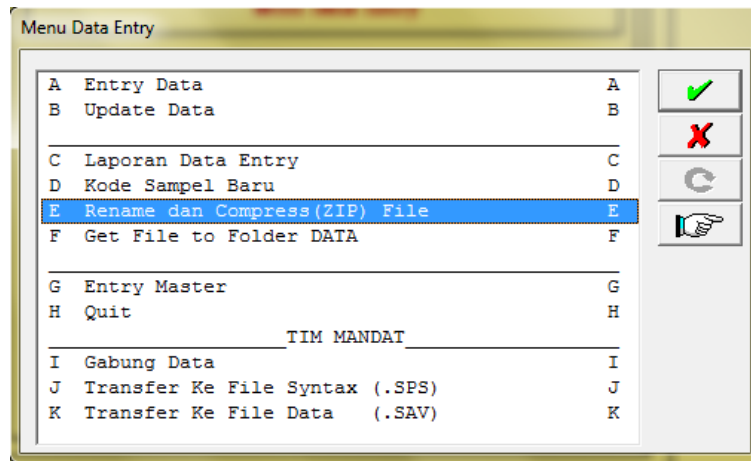 Menu Data Entry
A Entry Data A
B Update Data B
C Laporan Data Entry C
D Kode Sampel Baru D
E Rename dan Compress(ZIP) File E
F Get File to Folder DATA F
G Entry Master G
H Quit H
TIM MANDAT
I Gabung Data I
J Transfer Ke File Syntax (.SPS) J
K Transfer Ke File Data (.SAV) K